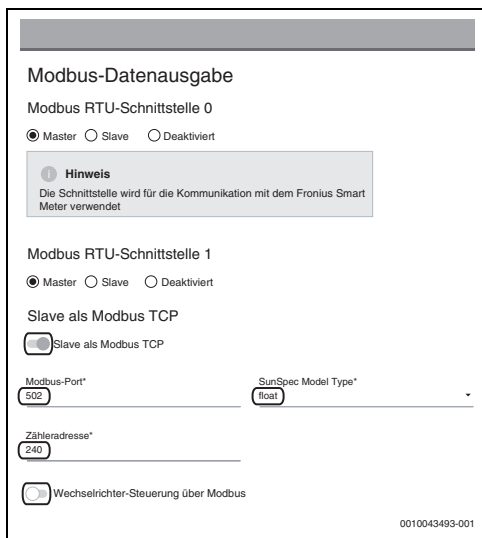 Modbus-Datenausgabe
Modbus RTU-Schnittstelle 0
Master Slave Deaktiviert
Hinweis
Die Schnittstelle wird für die Kommunikation mit dem Fronius Smart
Meter verwendet
Modbus RTU-Schnittstelle 1
Master Slave Deaktiviert
Slave als Modbus TCP
Slave als Modbus TCP
Modbus-Port* SunSpec Model Type*
502 float
Zähleradresse*
240
Wechselrichter-Steuerung über Modbus
0010043493-001